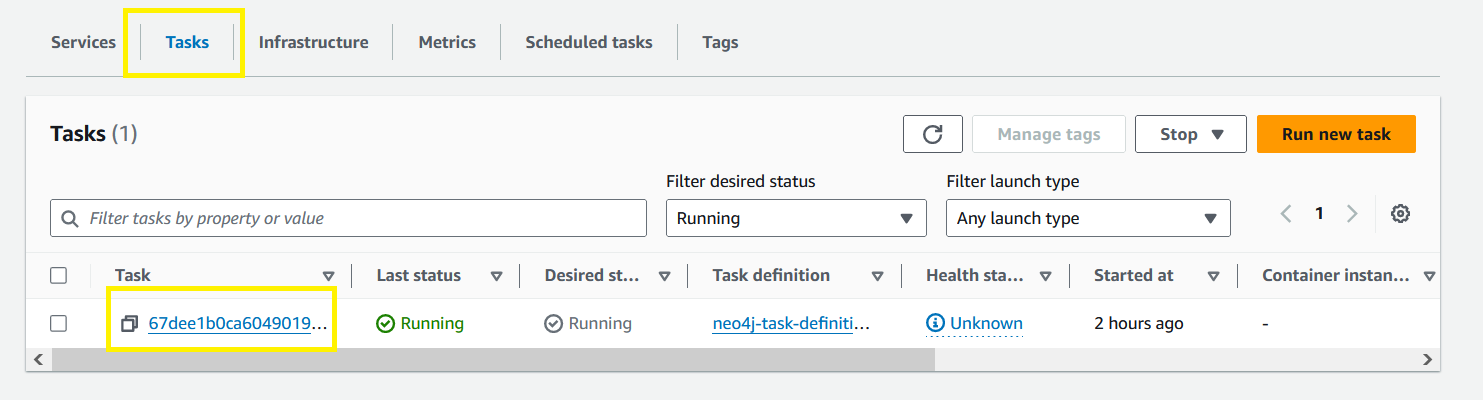 Services Tasks Infrastructure Metrics Scheduled tasks Tags
Tasks (1) Manage tags Stop Run new task
Filter desired status Filter launch type
Filter tasks by property or value Running Any launch type 1
Task Last status Desired st... Task definition Health sta... Started at Container instan...
67dee1b0ca6049019... Running Running neo4j-task-definiti... Unknown 2 hours ago -